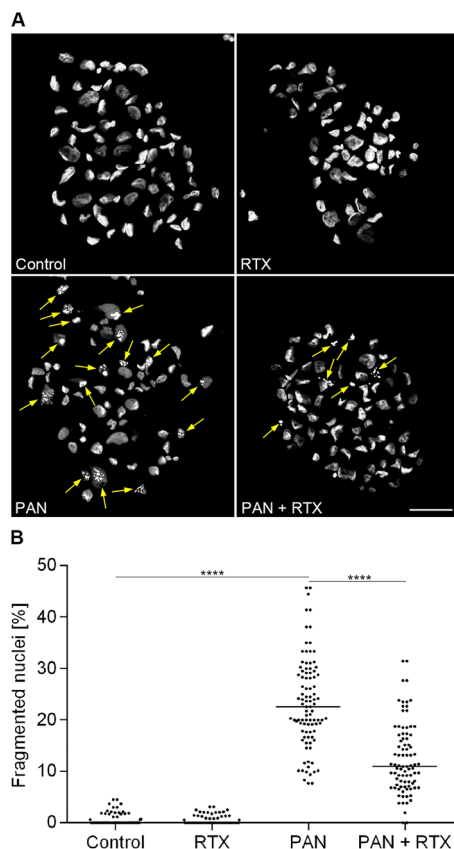 A
Control
RTX
PAN
PAN + RTX
B
Fragmented nuclei [%]
50
40
30
20
10
0
****
****
Control
RTX
PAN
PAN + RTX